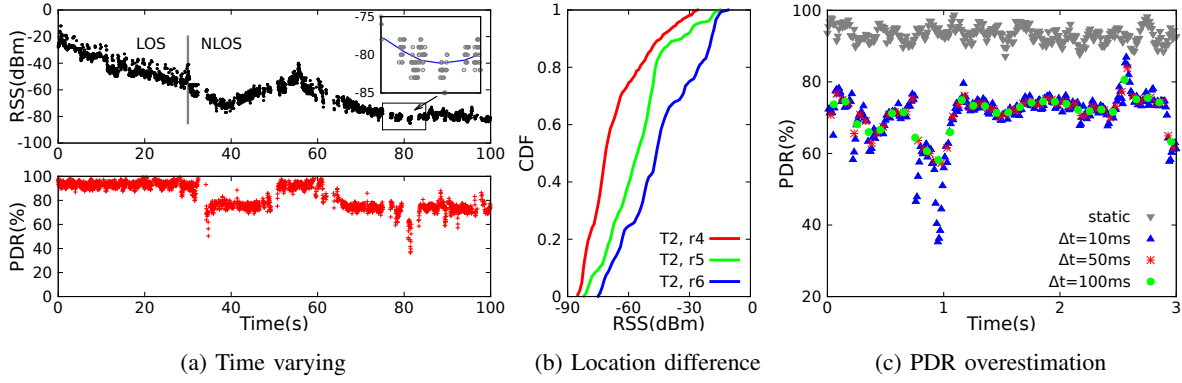 0
-20
-40
-60
-80
-100
RSS(dBm)
LOS
NLOS
-75
-80
-85
0 20 40 60 80 100
100
80
60
40
20
0
PDR(%)
0 20 40 60 80 100
Time(s)
(a) Time varying
1
0.8
0.6
0.4
0.2
0
CDF
T2, r4
T2, r5
T2, r6
-90 -60 -30 0
RSS(dBm)
(b) Location difference
100
80
60
40
20
PDR(%)
static
Δt=10ms
Δt=50ms
Δt=100ms
0 1 2 3
Time(s)
(c) PDR overestimation